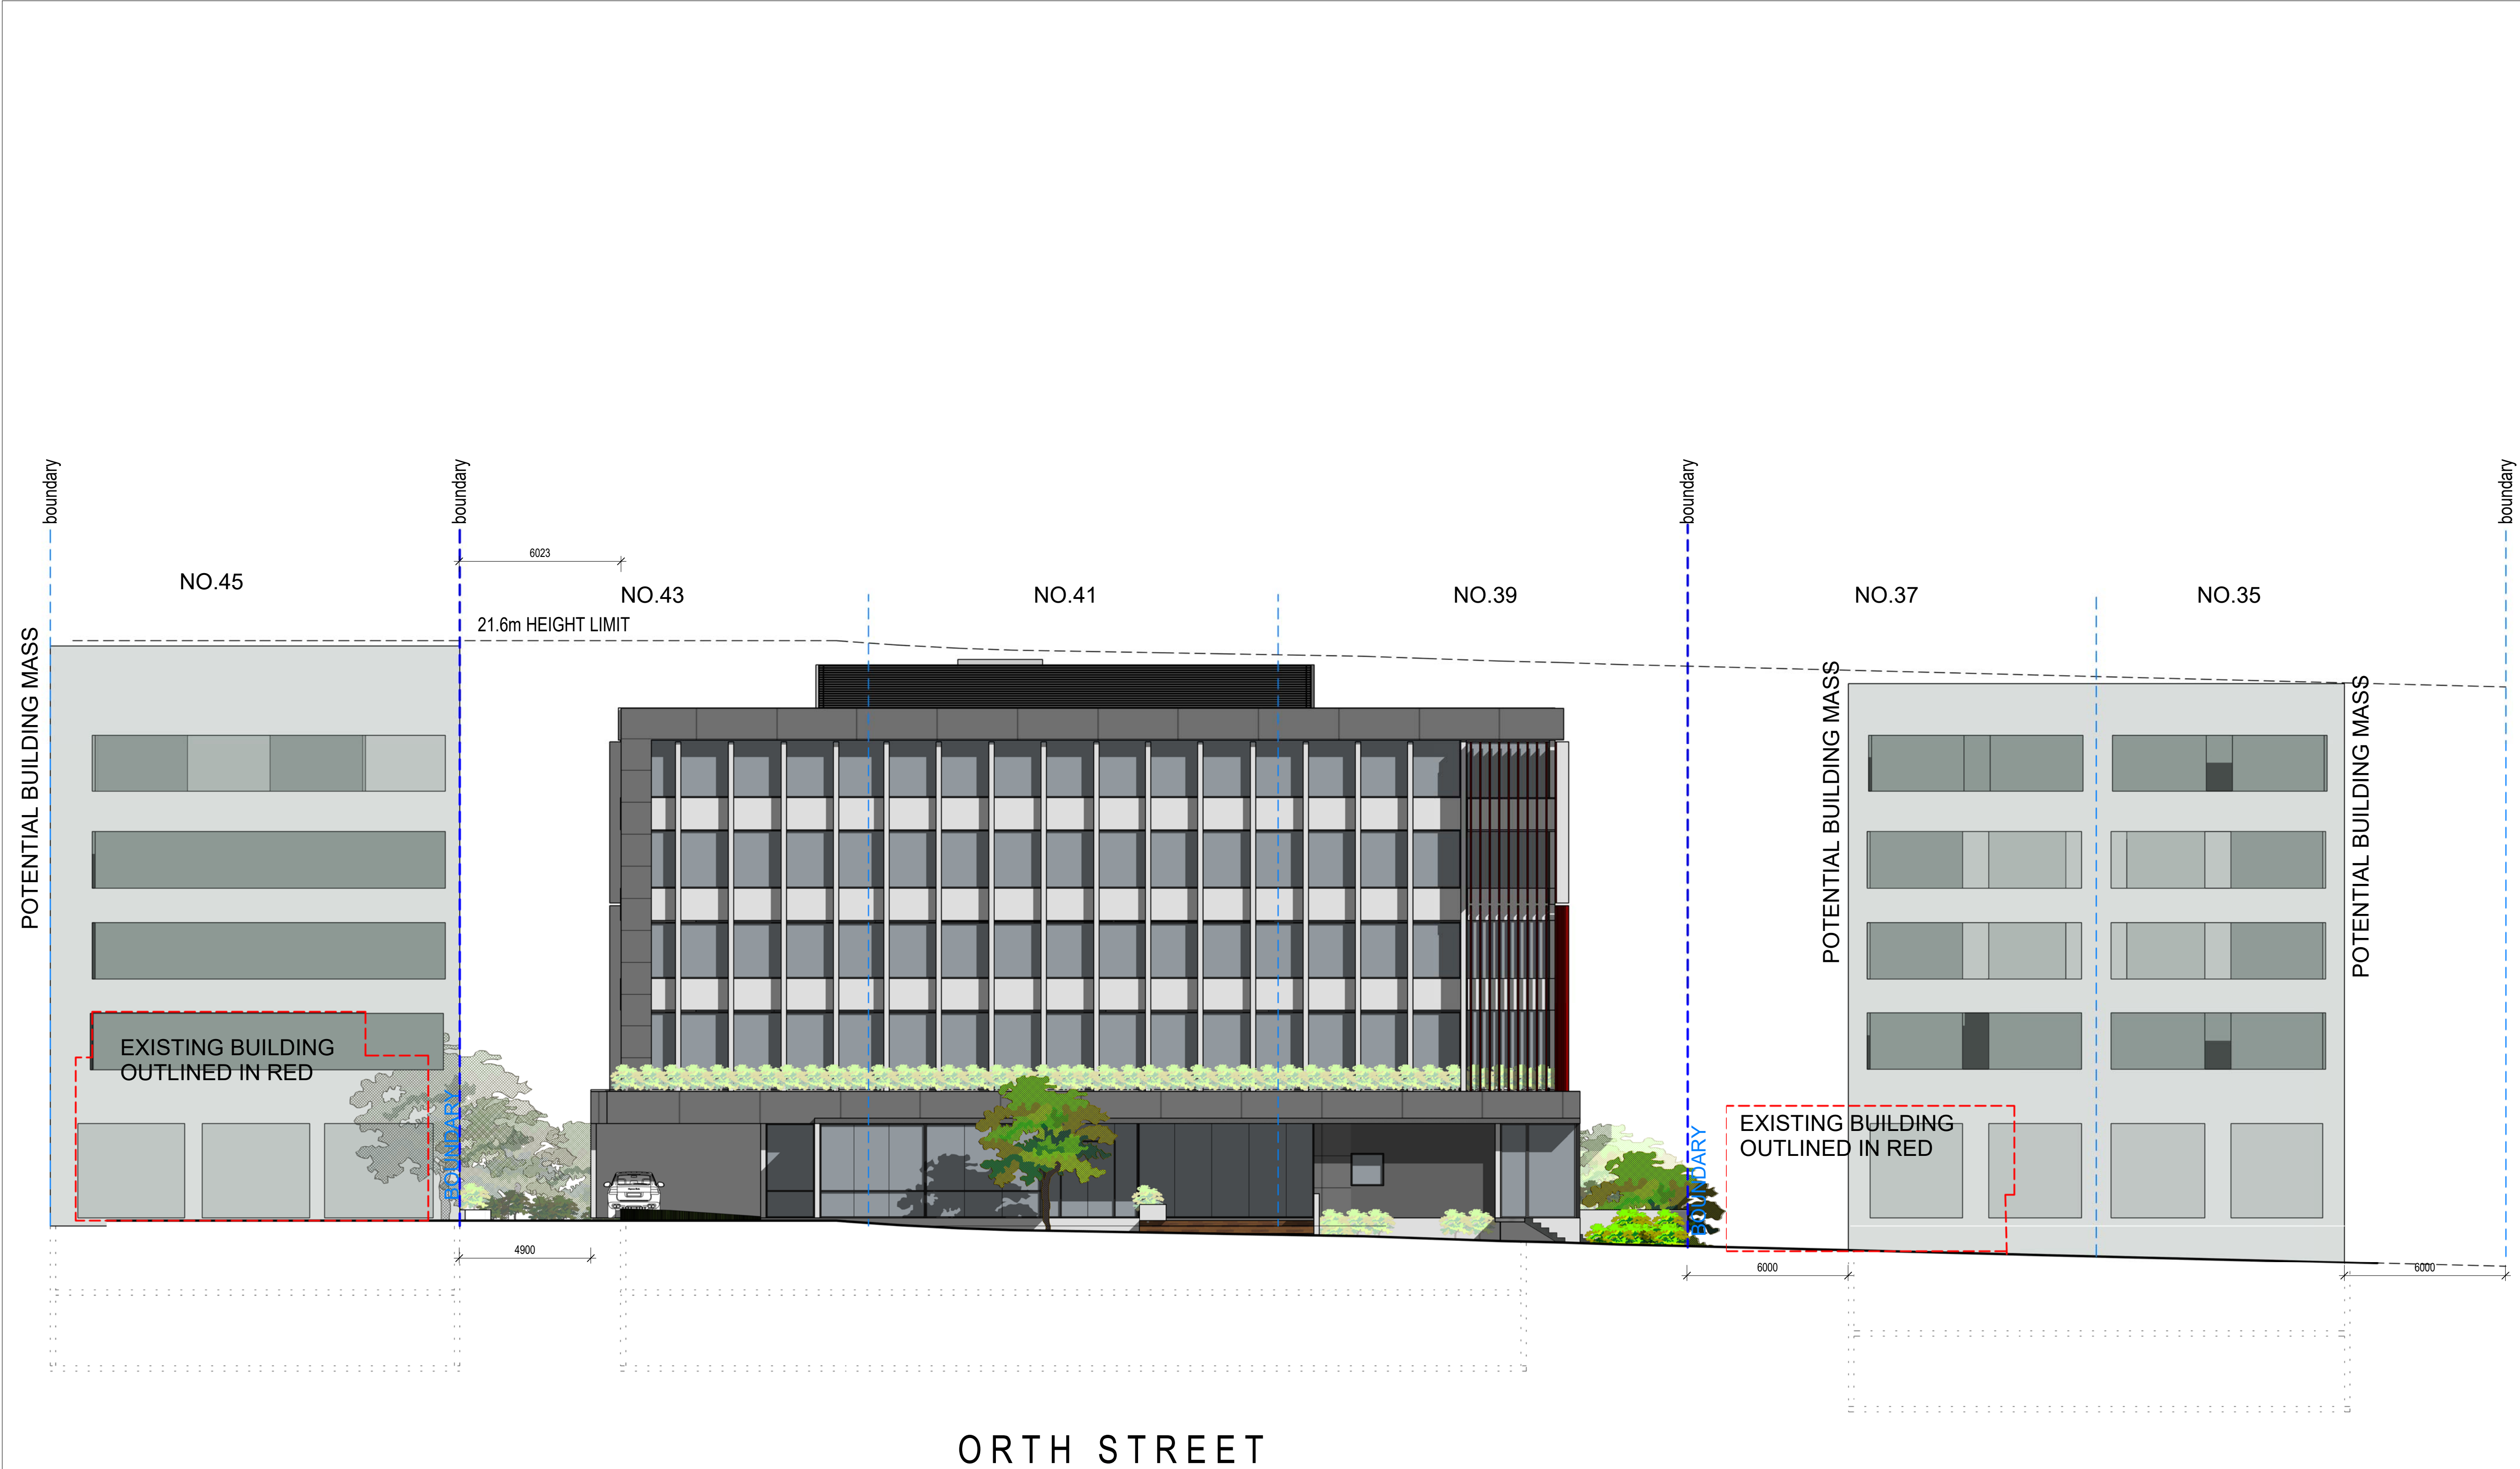 boundary
boundary
boundary
boundary
6023
NO.45
NO.43
NO.41
NO.39
NO.37
NO.35
21.6m HEIGHT LIMIT
POTENTIAL BUILDING MASS
POTENTIAL BUILDING MASS
POTENTIAL BUILDING MASS
EXISTING BUILDING
OUTLINED IN RED
BOUNDARY
EXISTING BUILDING
OUTLINED IN RED
BOUNDARY
4900
6000
6000
ORTH STREET